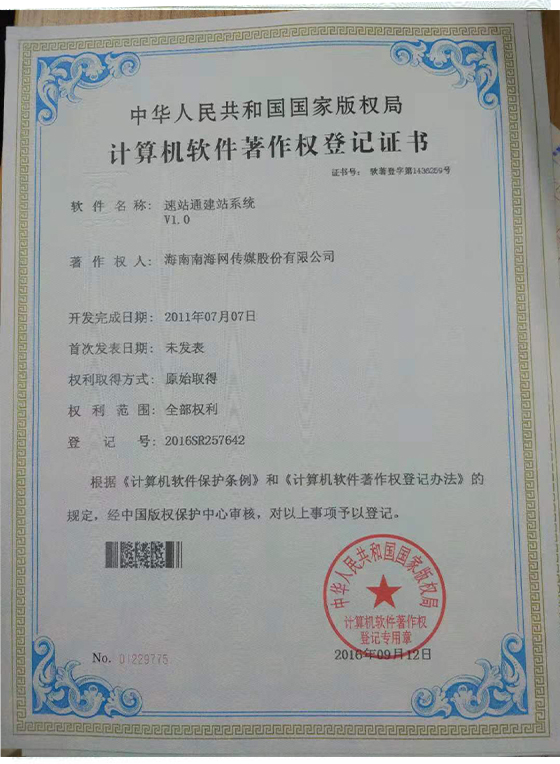 中华人民共和国国家版权局
计算机软件著作权登记证书
证书号： 软著登字第1436259号
软件名称： 速站通建站系统
V1.0
著作权人： 海南南海网传媒股份有限公司
开发完成日期： 2011年07月07日
首次发表日期： 未发表
权利取得方式： 原始取得
权利范围： 全部权利
登记号： 2016SR257642
根据《计算机软件保护条例》和《计算机软件著作权登记办法》的
规定，经中国版权保护中心审核，对以上事项予以登记。
中华人民共和国国家版权局
计算机软件著作权
登记专用章
No. 01229775
2016年09月12日